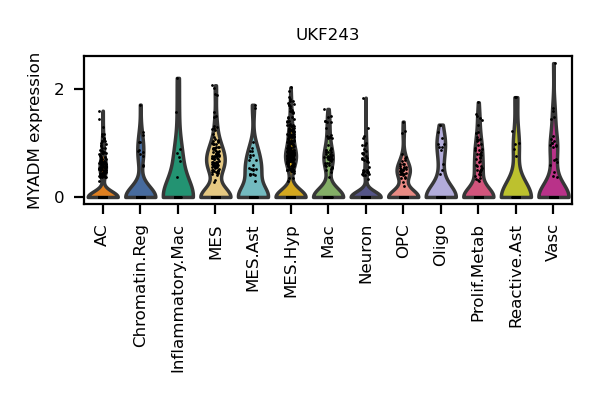 UKF243
MYADM expression
2
0
AC
Chromatin.Reg
Inflammatory.Mac
MES
MES.Ast
MES.Hyp
Mac
Neuron
OPC
Oligo
Prolif.Metab
Reactive.Ast
Vasc